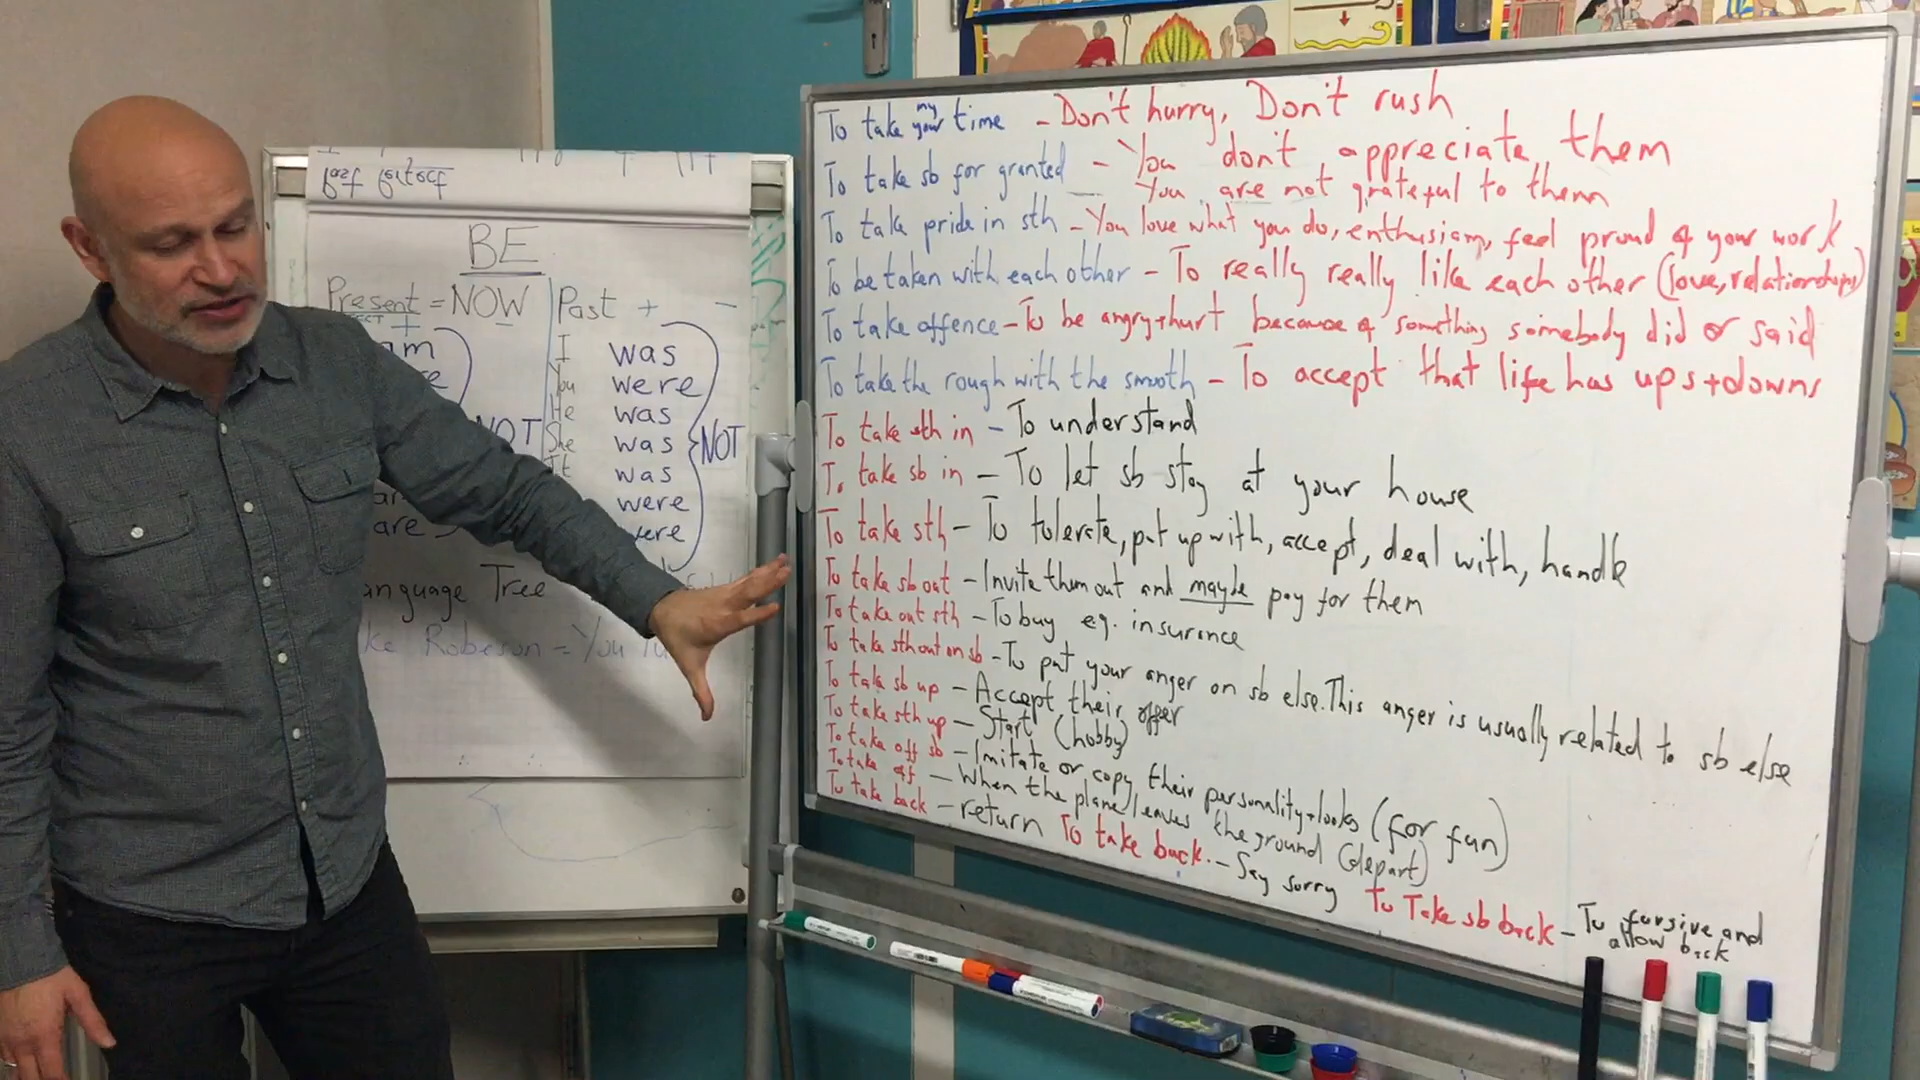 BE
Present = NOW
Past + -
I was
You were
He was
She was
It was
were
were
NOT
NOT
are
Language Tree
Robeson = You Tu
To take my your time - Don't hurry, Don't rush
To take sb for granted - You don't appreciate them
You are not grateful to them
To take pride in sth - You love what you do, enthusiasm, feel proud of your work
To be taken with each other - To really really like each other (love, relationships)
To take offence - To be angry + hurt because of something somebody did or said
To take the rough with the smooth - To accept that life has ups + downs
To take sth in - To understand
To take sb in - To let sb stay at your house
To take sth - To tolerate, put up with, accept, deal with, handle
To take sb out - Invite them out and maybe pay for them
To take out sth - To buy eg. insurance
To take sth out on sb - To put your anger on sb else. This anger is usually related to sb else
To take sb up - Accept their offer
To take sth up - Start (hobby)
To take off sb - Imitate or copy their personality + looks (for fun)
To take off - When the plane leaves the ground (depart)
To take back - return To take back. - Say sorry To Take sb back - To forgive and allow back